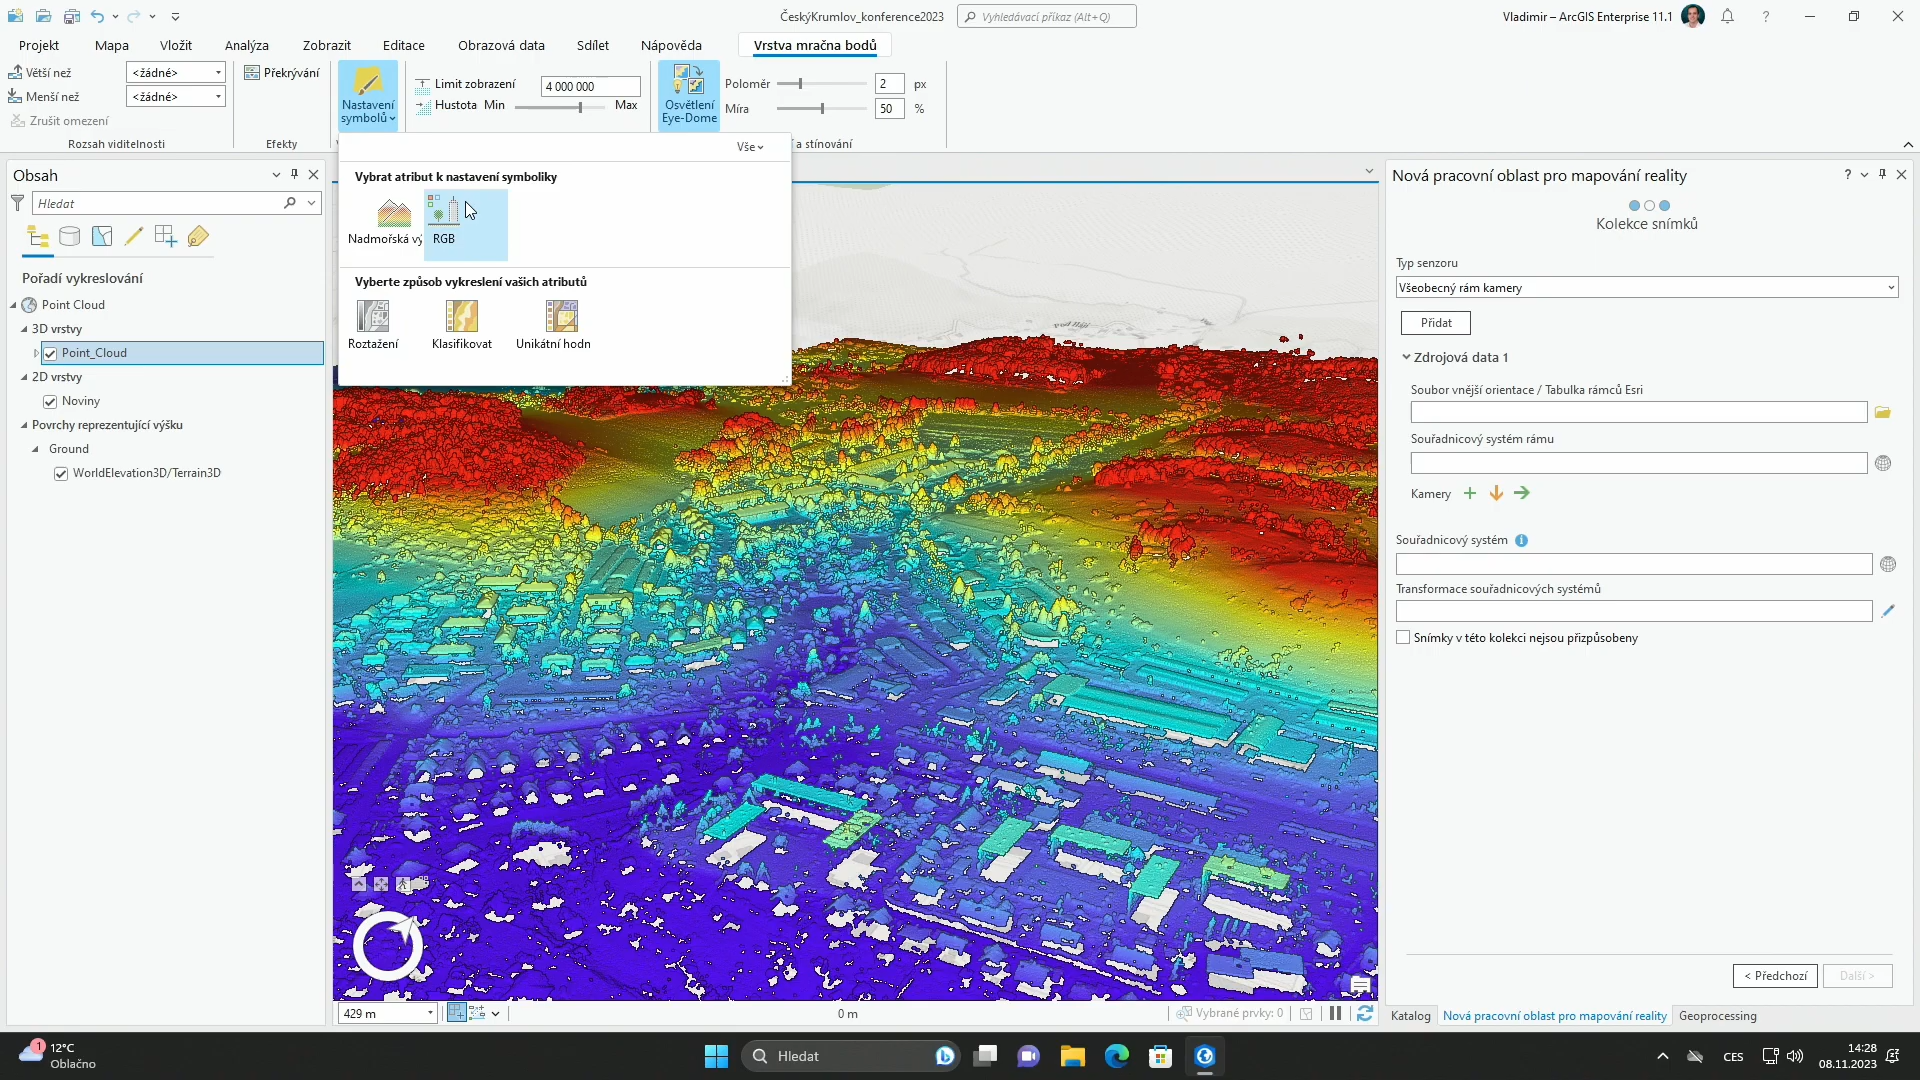 ČeskýKrumlov_konference2023
Vyhledávací příkaz (Alt+Q)
Vladimir – ArcGIS Enterprise 11.1
?
Projekt
Mapa
Vložit
Analýza
Zobrazit
Editace
Obrazová data
Sdílet
Nápověda
Vrstva mračna bodů
Větší než
<žádné>
Menší než
<žádné>
Zrušit omezení
Rozsah viditelnosti
Překrývání
Efekty
Nastavení
symbolů
Limit zobrazení
4 000 000
Hustota Min
Max
Osvětlení
Eye-Dome
Poloměr
2
px
Míra
50
%
a stínování
Vše
Vybrat atribut k nastavení symboliky
Nadmořská vý
RGB
Vyberte způsob vykreslení vašich atributů
Roztažení
Klasifikovat
Unikátní hodn
Obsah
Hledat
Pořadí vykreslování
Point Cloud
3D vrstvy
Point_Cloud
2D vrstvy
Noviny
Povrchy reprezentující výšku
Ground
WorldElevation3D/Terrain3D
Pod Hájí
429 m
0 m
Vybrané prvky: 0
Nová pracovní oblast pro mapování reality
?
Kolekce snímků
Typ senzoru
Všeobecný rám kamery
Přidat
Zdrojová data 1
Soubor vnější orientace / Tabulka rámců Esri
Souřadnicový systém rámu
Kamery
Souřadnicový systém
Transformace souřadnicových systémů
Snímky v této kolekci nejsou přizpůsobeny
< Předchozí
Další >
Katalog
Nová pracovní oblast pro mapování reality
Geoprocessing
1
12°C
Oblačno
Hledat
CES
14:28
08.11.2023